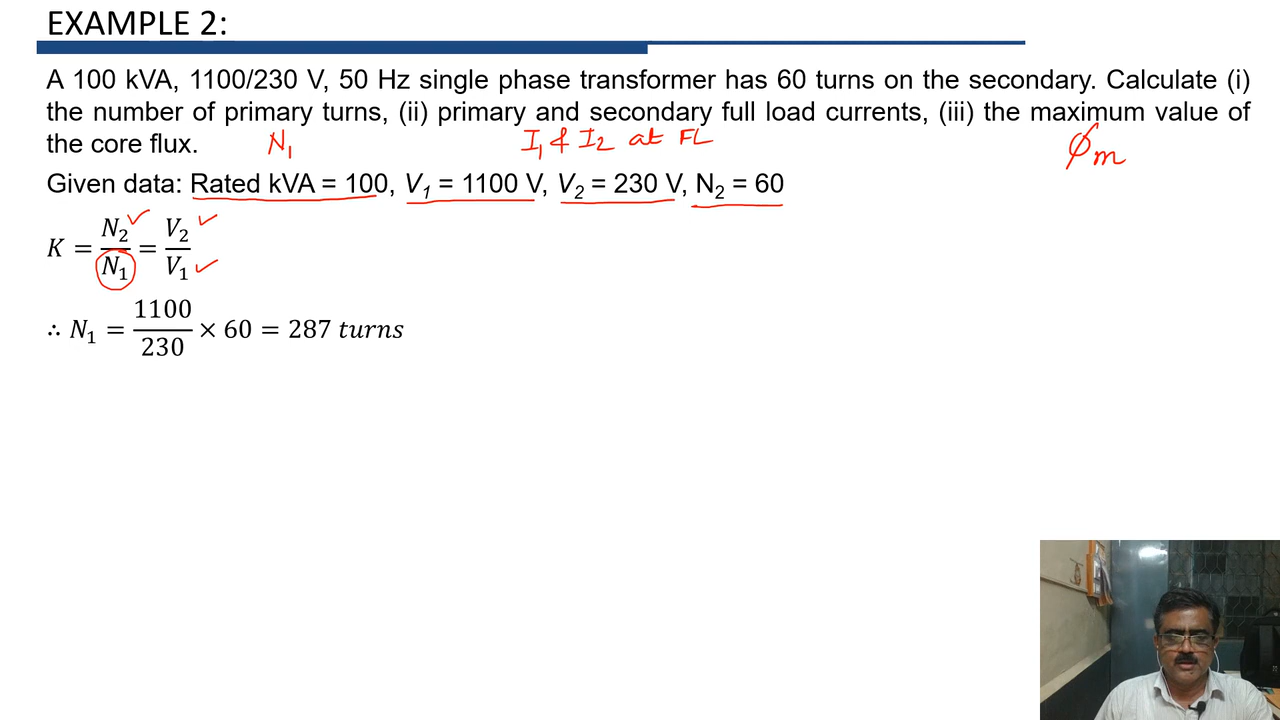 EXAMPLE 2:
A 100 kVA, 1100/230 V, 50 Hz single phase transformer has 60 turns on the secondary. Calculate (i)
the number of primary turns, (ii) primary and secondary full load currents, (iii) the maximum value of
the core flux.
N₁ I₁ & I₂ at FL ϕm
Given data: Rated kVA = 100, V₁ = 1100 V, V₂ = 230 V, N₂ = 60
K = N₂/N₁ = V₂/V₁
∴ N₁ = 1100/230 × 60 = 287 turns